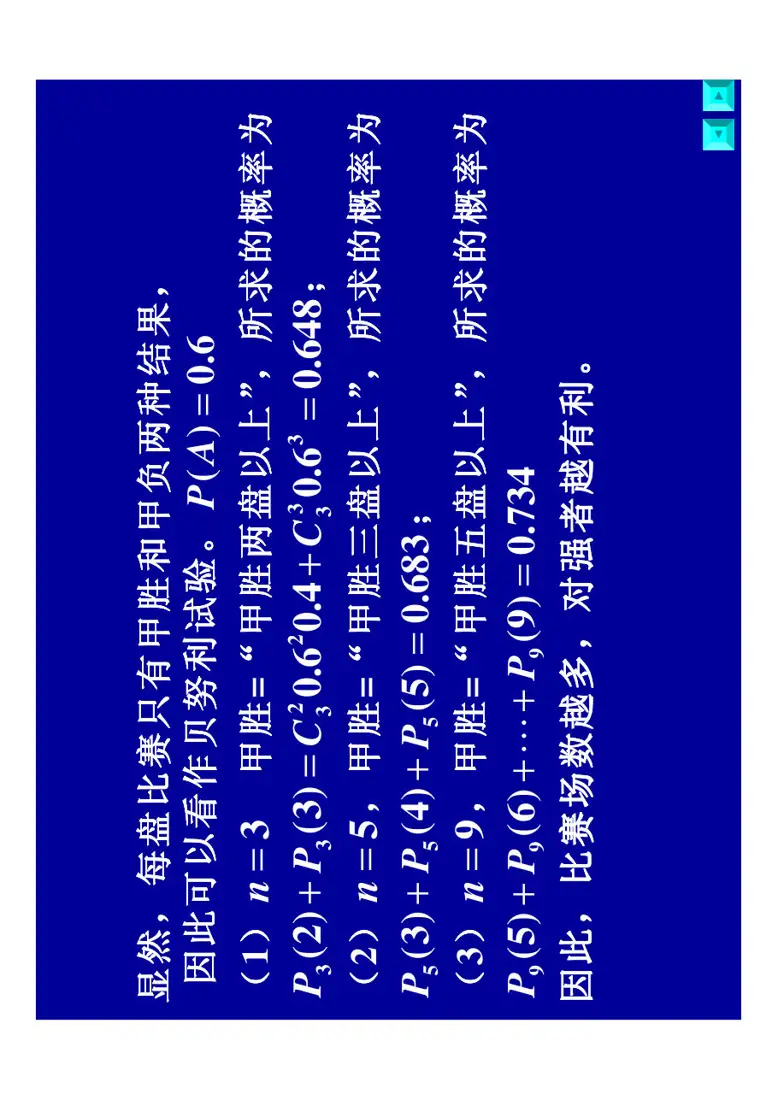 显然，每盘比赛只有甲胜和甲负两种结果，
因此可以看作贝努利试验。P(A)=0.6
（1）n=3 甲胜=“甲胜两盘以上”，所求的概率为
P₃(2)+P₃(3)=C₃²0.6²0.4+C₃³0.6³=0.648；
（2）n=5，甲胜=“甲胜三盘以上”，所求的概率为
P₅(3)+P₅(4)+P₅(5)=0.683；
（3）n=9，甲胜=“甲胜五盘以上”，所求的概率为
P₉(5)+P₉(6)+⋯+P₉(9)=0.734
因此，比赛场数越多，对强者越有利。